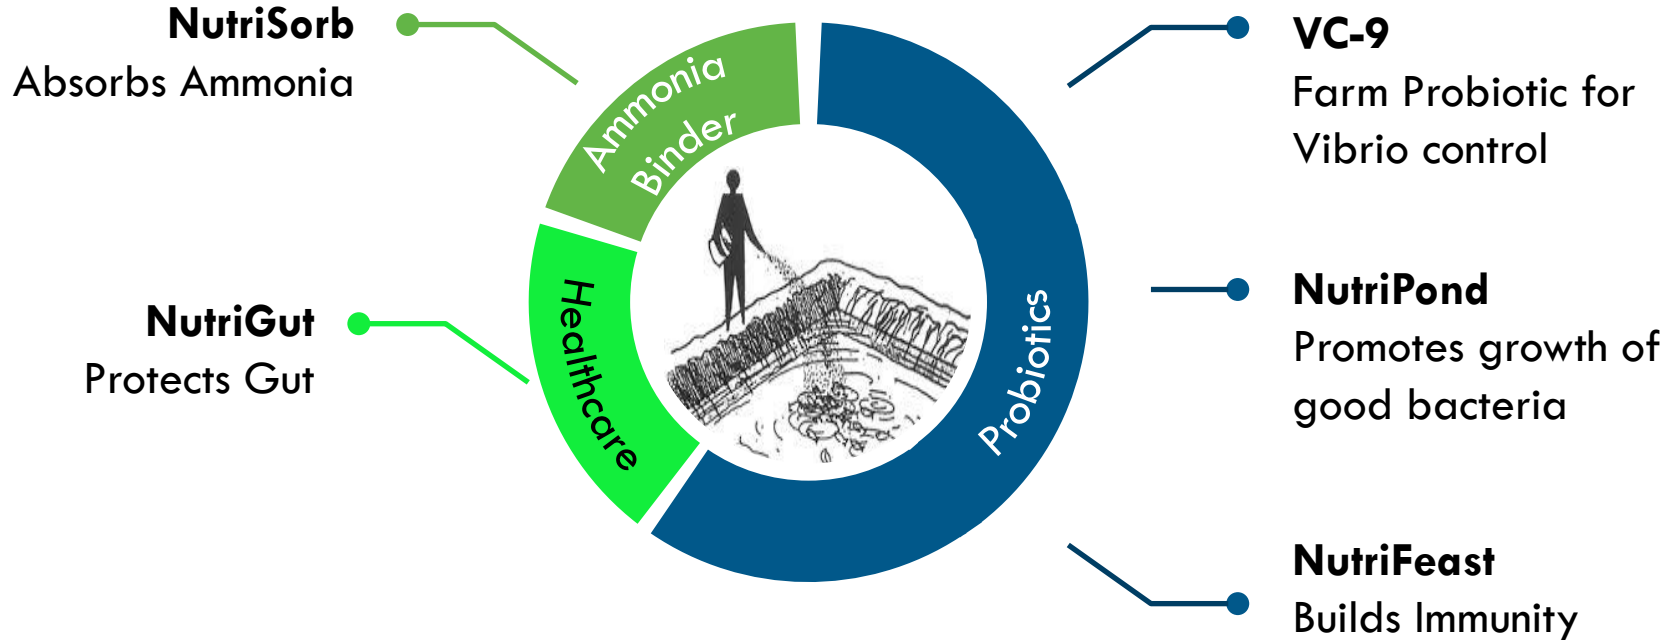 NutriSorb
Absorbs Ammonia
NutriGut
Protects Gut
Ammonia
Binder
Healthcare
Probiotics
VC-9
Farm Probiotic for
Vibrio control
NutriPond
Promotes growth of
good bacteria
NutriFeast
Builds Immunity